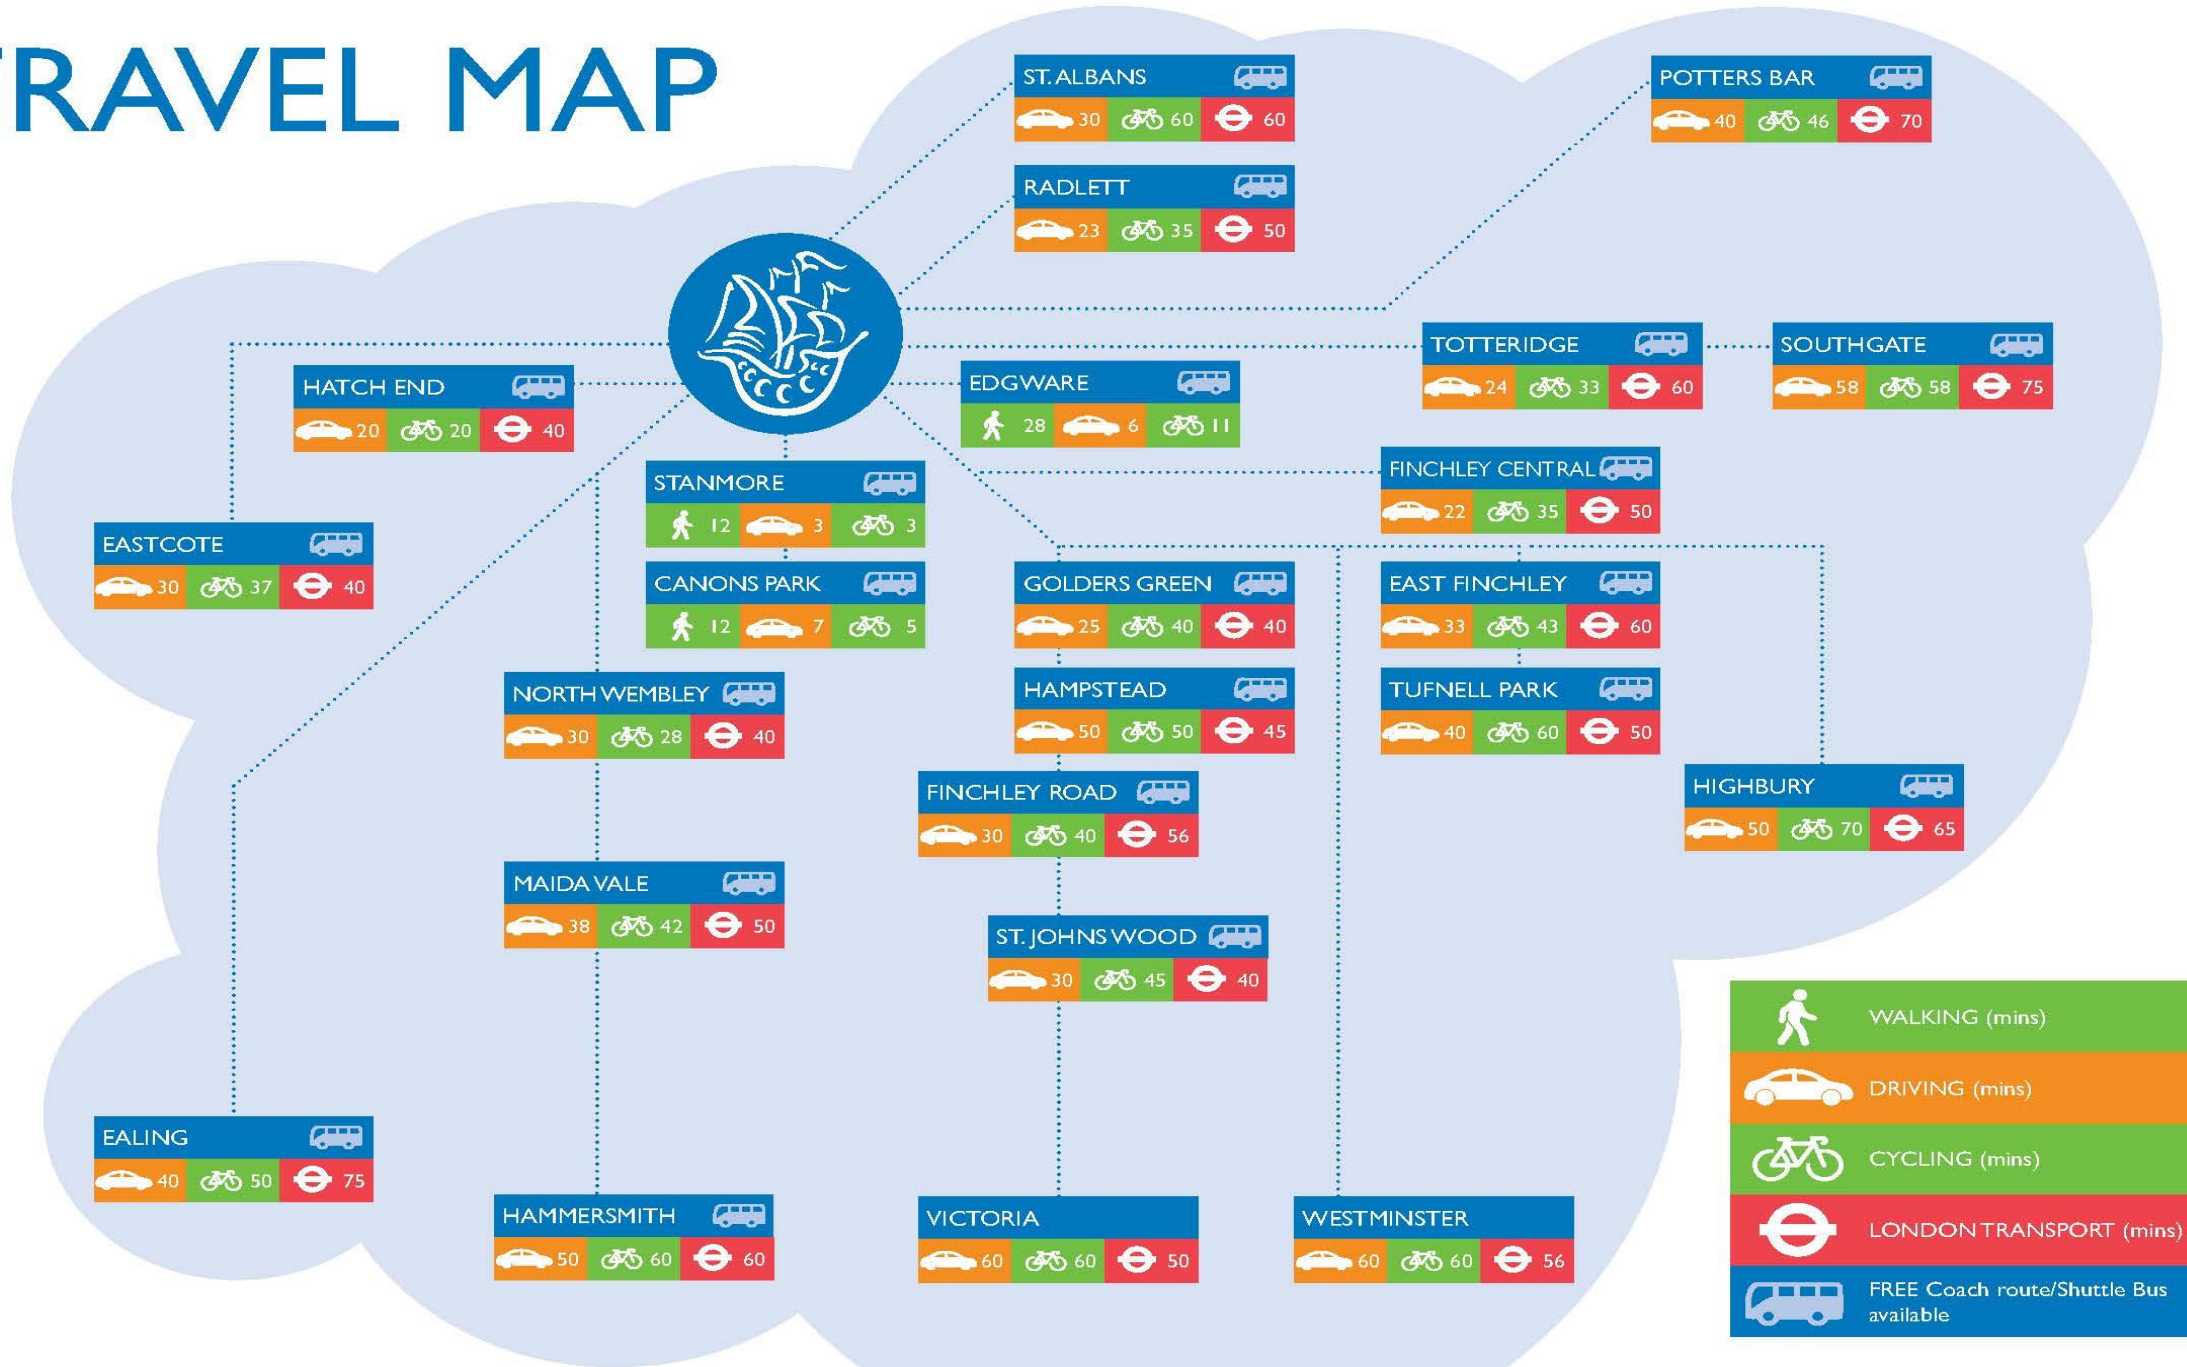 TRAVEL MAP
ST. ALBANS
30 60 60
POTTERS BAR
40 46 70
RADLETT
23 35 50
TOTTERIDGE
24 33 60
SOUTHGATE
58 58 75
HATCH END
20 20 40
EDGWARE
28 6 11
STANMORE
12 3 3
FINCHLEY CENTRAL
22 35 50
EASTCOTE
30 37 40
CANONS PARK
12 7 5
GOLDERS GREEN
25 40 40
EAST FINCHLEY
33 43 60
NORTH WEMBLEY
30 28 40
HAMPSTEAD
50 50 45
TUFNELL PARK
40 60 50
FINCHLEY ROAD
30 40 56
HIGHBURY
50 70 65
MAIDA VALE
38 42 50
ST. JOHNS WOOD
30 45 40
EALING
40 50 75
HAMMERSMITH
50 60 60
VICTORIA
60 60 50
WESTMINSTER
60 60 56
WALKING (mins)
DRIVING (mins)
CYCLING (mins)
LONDON TRANSPORT (mins)
FREE Coach route/Shuttle Bus
available